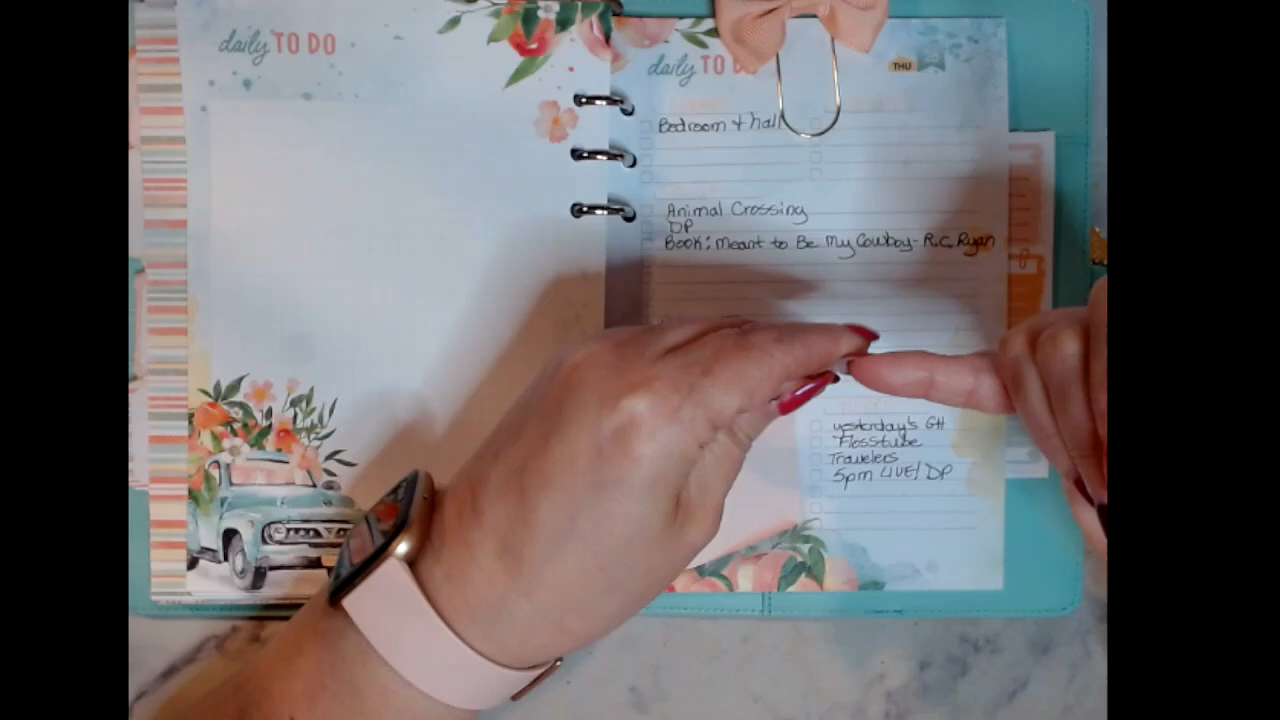 daily TO DO
daily TO DO
THU
Bedroom + hall
Animal Crossing
DP
Book: Meant to Be My Cowboy - R.C. Ryan
yesterday's GH
Flosstube
Travelers
5pm LIVE! DP